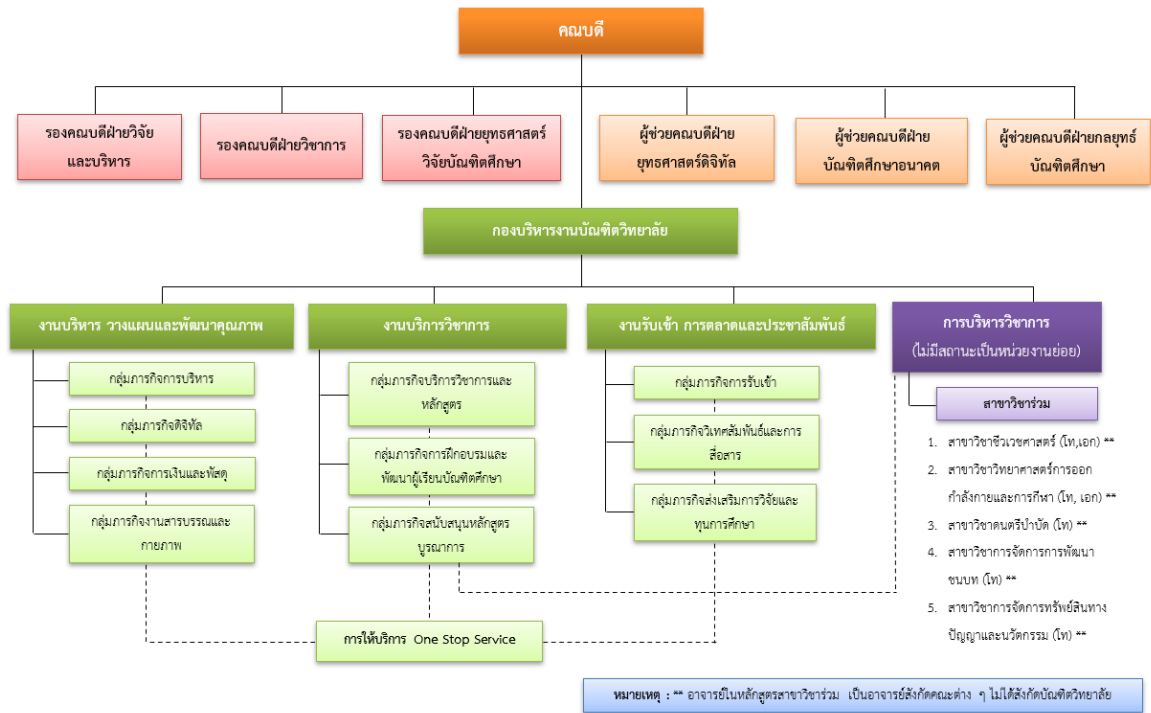 คณบดี
รองคณบดีฝ่ายวิจัย
และบริหาร
รองคณบดีฝ่ายวิชาการ
รองคณบดีฝ่ายยุทธศาสตร์
วิจัยบัณฑิตศึกษา
ผู้ช่วยคณบดีฝ่าย
ยุทธศาสตร์ดิจิทัล
ผู้ช่วยคณบดีฝ่าย
บัณฑิตศึกษาอนาคต
ผู้ช่วยคณบดีฝ่ายกลยุทธ์
บัณฑิตศึกษา
กองบริหารงานบัณฑิตวิทยาลัย
งานบริหาร วางแผนและพัฒนาคุณภาพ
กลุ่มภารกิจการบริหาร
กลุ่มภารกิจดิจิทัล
กลุ่มภารกิจการเงินและพัสดุ
กลุ่มภารกิจงานสารบรรณและ
กายภาพ
งานบริการวิชาการ
กลุ่มภารกิจบริการวิชาการและ
หลักสูตร
กลุ่มภารกิจการฝึกอบรมและ
พัฒนาผู้เรียนบัณฑิตศึกษา
กลุ่มภารกิจสนับสนุนหลักสูตร
บูรณาการ
งานรับเข้า การตลาดและประชาสัมพันธ์
กลุ่มภารกิจการรับเข้า
กลุ่มภารกิจวิเทศสัมพันธ์และการ
สื่อสาร
กลุ่มภารกิจส่งเสริมการวิจัยและ
ทุนการศึกษา
การบริหารวิชาการ
(ไม่มีสถานะเป็นหน่วยงานย่อย)
สาขาวิชาร่วม
1. สาขาวิชาชีวเวชศาสตร์ (โท,เอก) **
2. สาขาวิชาวิทยาศาสตร์การออก
กำลังกายและการกีฬา (โท, เอก) **
3. สาขาวิชาดนตรีบำบัด (โท) **
4. สาขาวิชาการจัดการการพัฒนา
ชนบท (โท) **
5. สาขาวิชาการจัดการทรัพย์สินทาง
ปัญญาและนวัตกรรม (โท) **
การให้บริการ One Stop Service
หมายเหตุ : ** อาจารย์ในหลักสูตรสาขาวิชาร่วม เป็นอาจารย์สังกัดคณะต่าง ๆ ไม่ได้สังกัดบัณฑิตวิทยาลัย